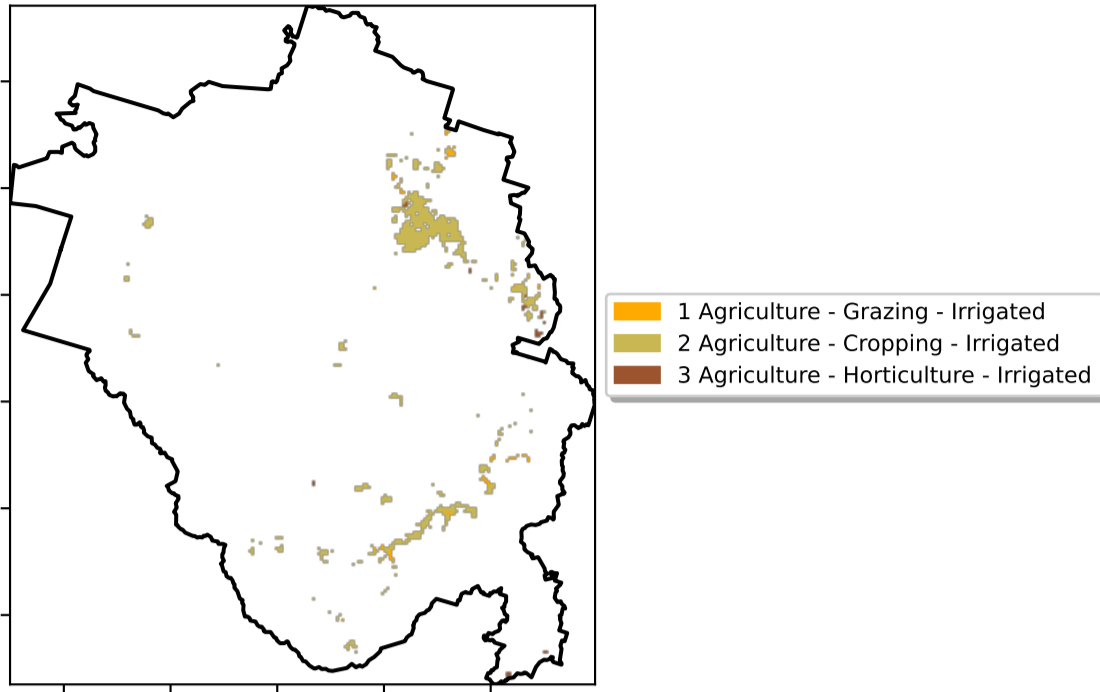 1 Agriculture - Grazing - Irrigated
2 Agriculture - Cropping - Irrigated
3 Agriculture - Horticulture - Irrigated